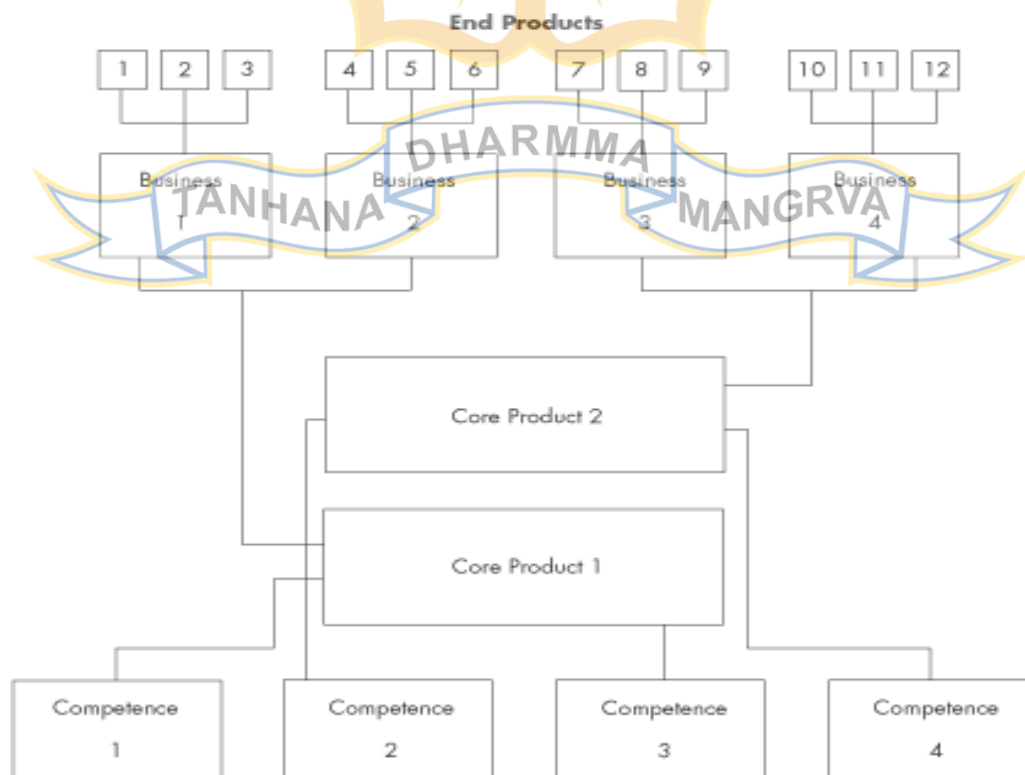 End Products
1 2 3 4 5 6 7 8 9 10 11 12
TANHANA DHARMMA MANGRVA
Business Business Business Business
1 2 3 4
Core Product 2
Core Product 1
Competence Competence Competence Competence
1 2 3 4